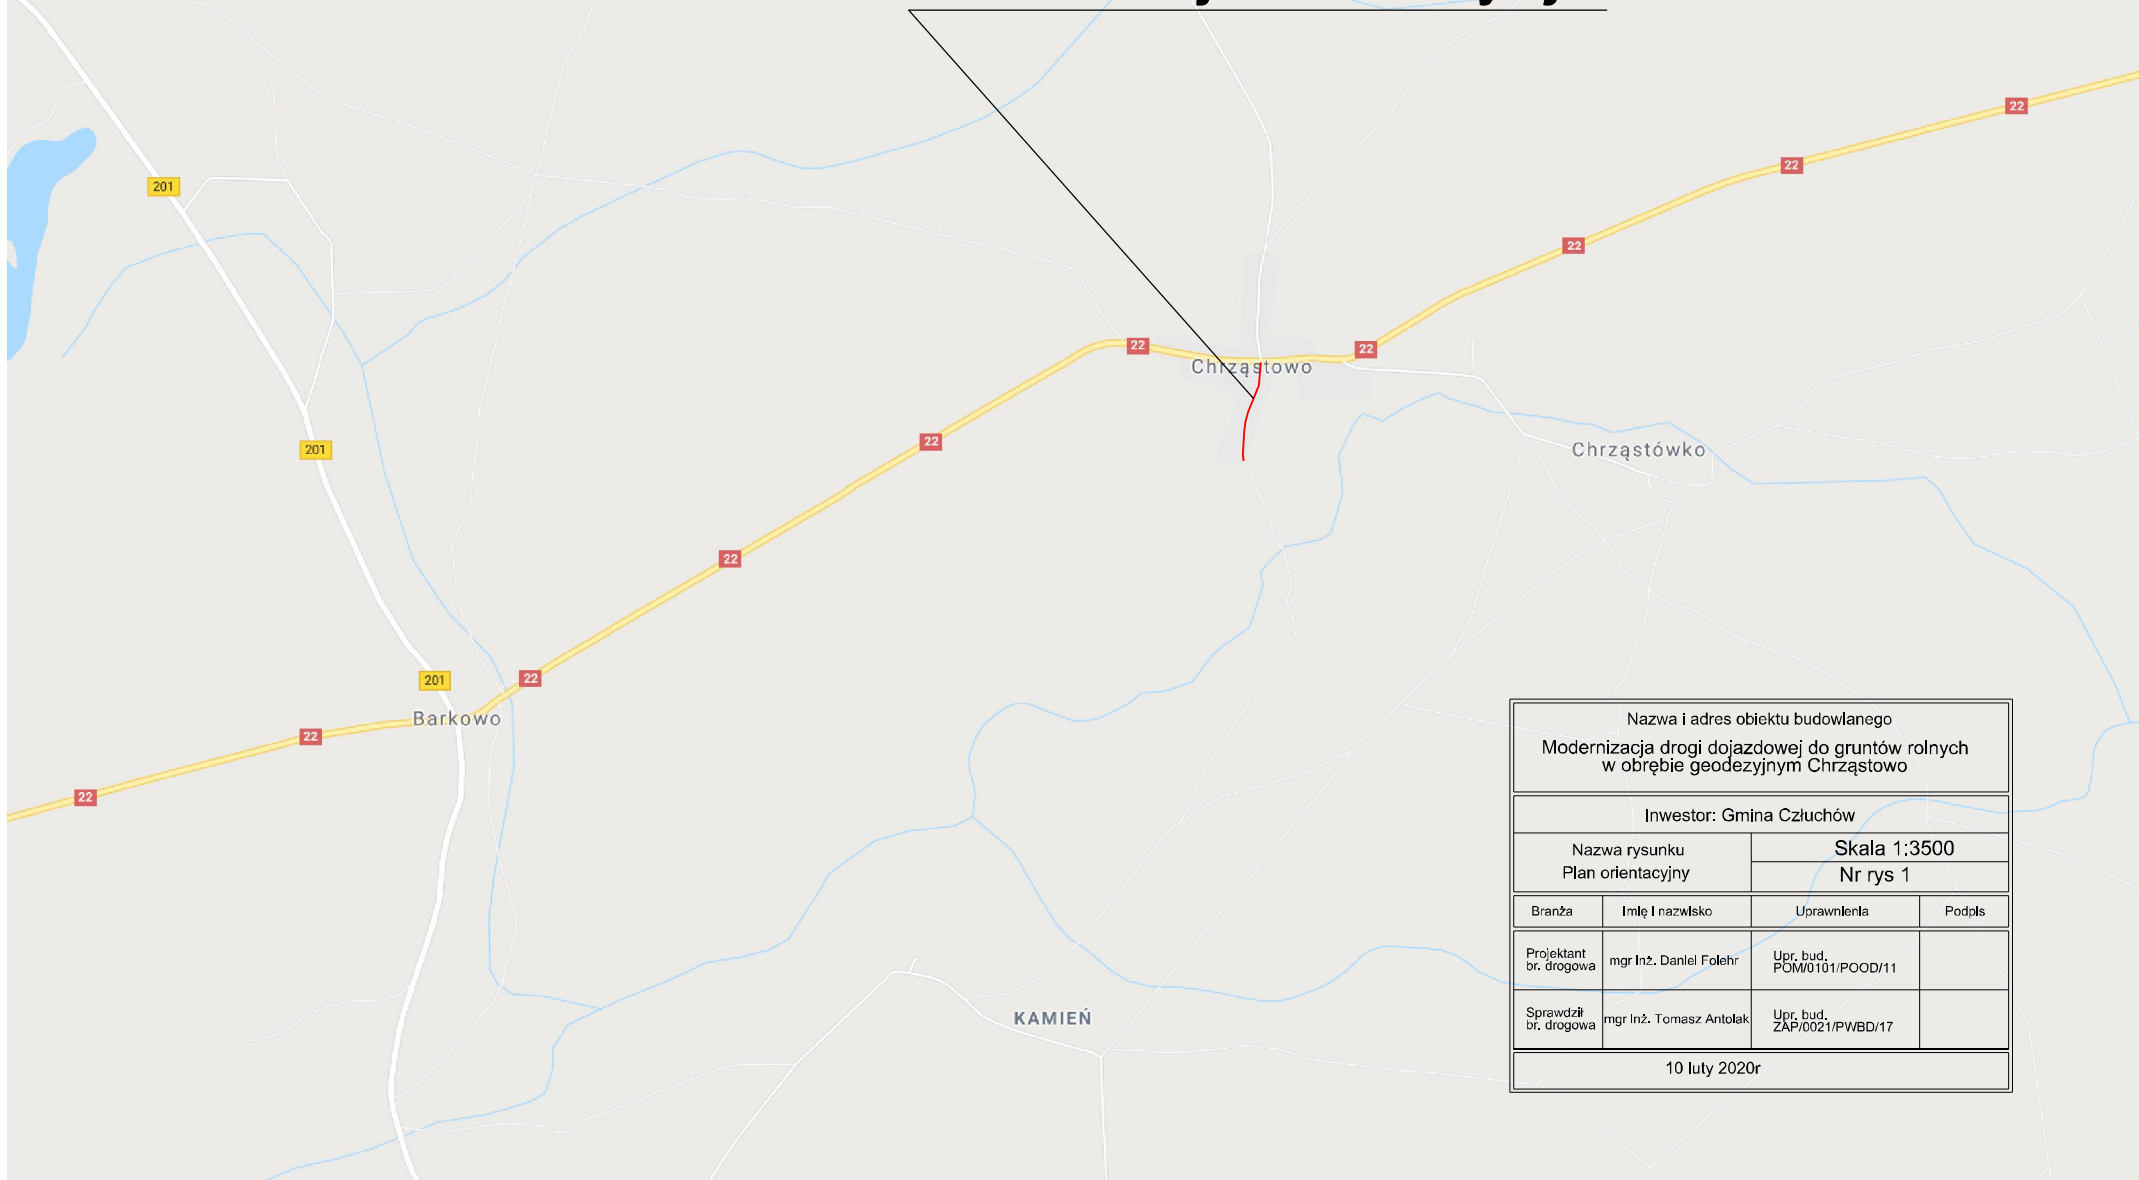 22
22
201
22
22
22
Chrząstowo
22
201
Chrząstówko
22
201
22
Barkowo
22
22
KAMIEŃ
Nazwa i adres obiektu budowlanego
Modernizacja drogi dojazdowej do gruntów rolnych
w obrębie geodezyjnym Chrząstowo
Inwestor: Gmina Człuchów
Nazwa rysunku
Plan orientacyjny
Skala 1:3500
Nr rys 1
Branża Imię i nazwisko Uprawnienia Podpis
Projektant
br. drogowa
mgr inż. Daniel Folehr
Upr. bud.
POM/0101/POOD/11
Sprawdził
br. drogowa
mgr inż. Tomasz Antolak
Upr. bud.
ZAP/0021/PWBD/17
10 luty 2020r